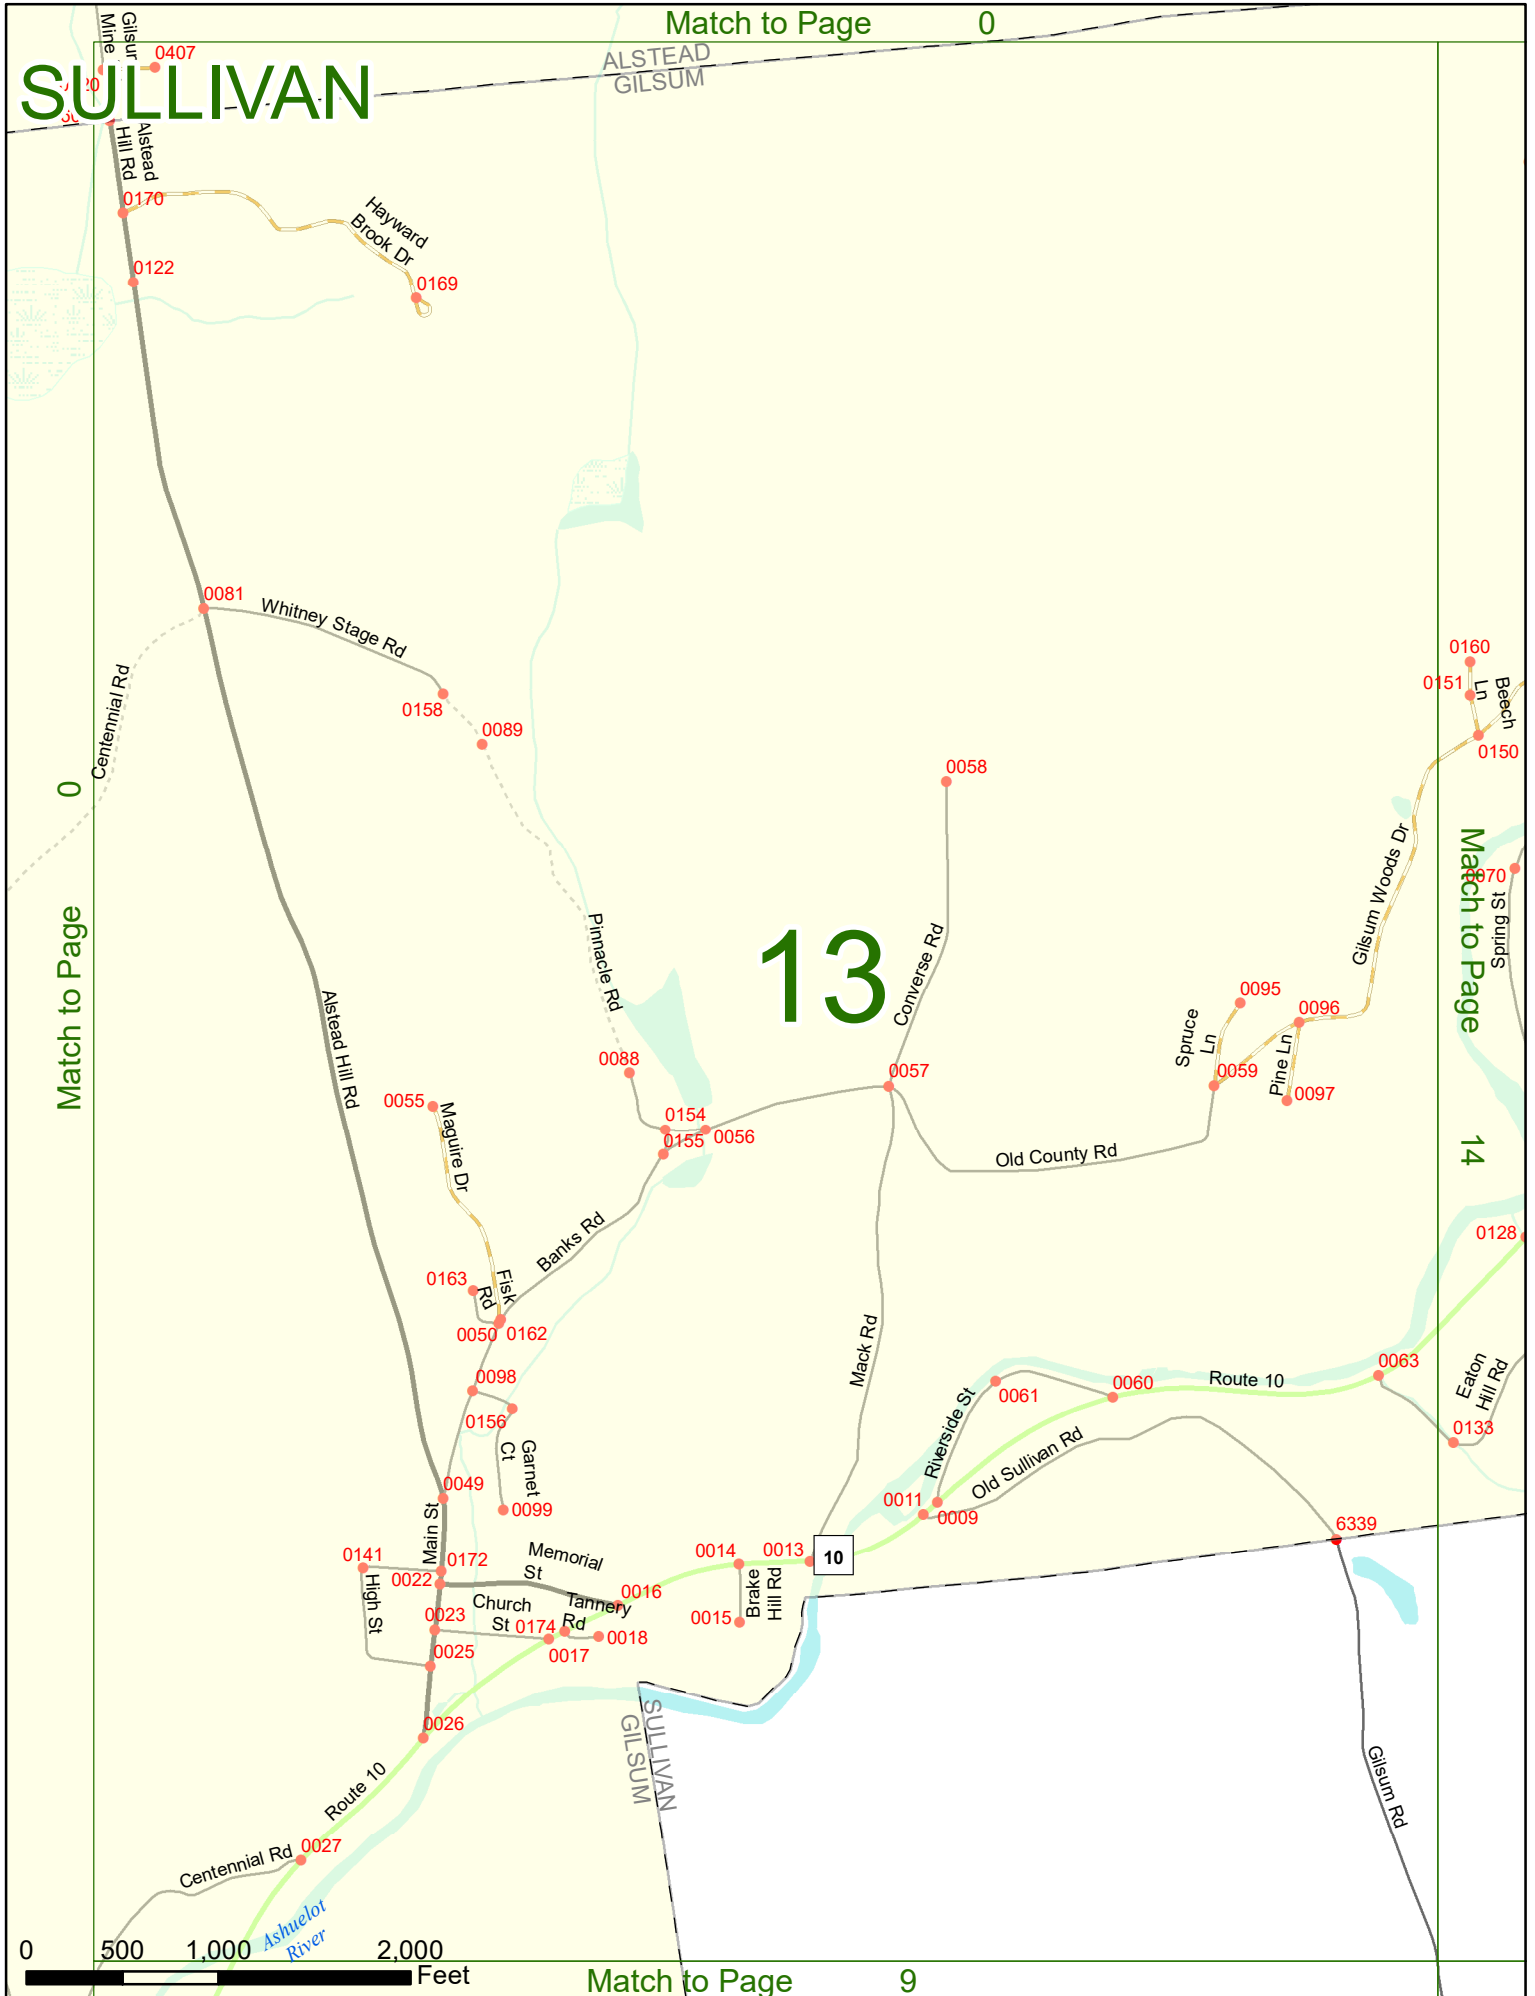 Match to Page 0
Gilsum
Mine
0407
SULLIVAN
ALSTEAD
GILSUM
Alstead
Hill Rd
0170
Hayward
Brook Dr
0122
0169
0081
Whitney Stage Rd
0158
0089
Centennial Rd
0160
0151
Beech
Ln
0150
0058
Match to Page 0
Match to Page 14
0070
Spring St
Gilsum Woods Dr
Pinnacle Rd
13
Converse Rd
Alstead Hill Rd
0095
0096
Spruce
Ln
0059
Pine Ln
0097
0088
0057
0055
Maguire Dr
0154
0155
0056
Old County Rd
Banks Rd
0128
0163
Fisk
Rd
0050
0162
Mack Rd
0098
0156
Garnet
Ct
0061
0060
Route 10
0063
Eaton
Hill Rd
0133
Riverside St
Old Sullivan Rd
0049
0099
0011
0009
6339
Main St
0141
0172
0022
Memorial
St
0014
0013
10
High St
Church
St
Tannery
Rd
0016
Brake
Hill Rd
0015
0023
0174
0017
0018
0025
0026
SULLIVAN
GILSUM
Route 10
Gilsum Rd
0027
Centennial Rd
Ashuelot
River
0 500 1,000 2,000
Feet
Match to Page 9